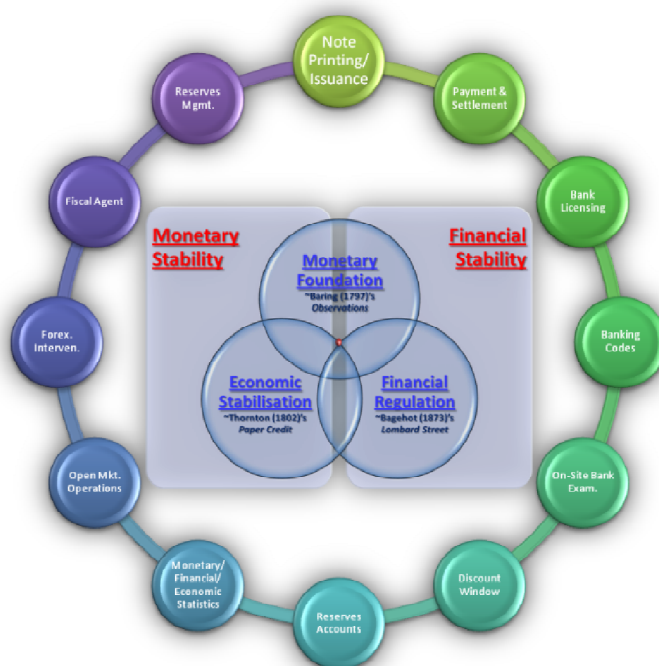 Note
Printing/
Issuance
Payment &
Settlement
Bank
Licensing
Banking
Codes
On-Site Bank
Exam.
Discount
Window
Reserves
Accounts
Monetary/
Financial/
Economic
Statistics
Open Mkt.
Operations
Forex.
Interven.
Fiscal Agent
Reserves
Mgmt.
Monetary
Stability
Financial
Stability
Monetary
Foundation
~Baring (1797)'s
Observations
Economic
Stabilisation
~Thornton (1802)'s
Paper Credit
Financial
Regulation
~Bagehot (1873)'s
Lombard Street